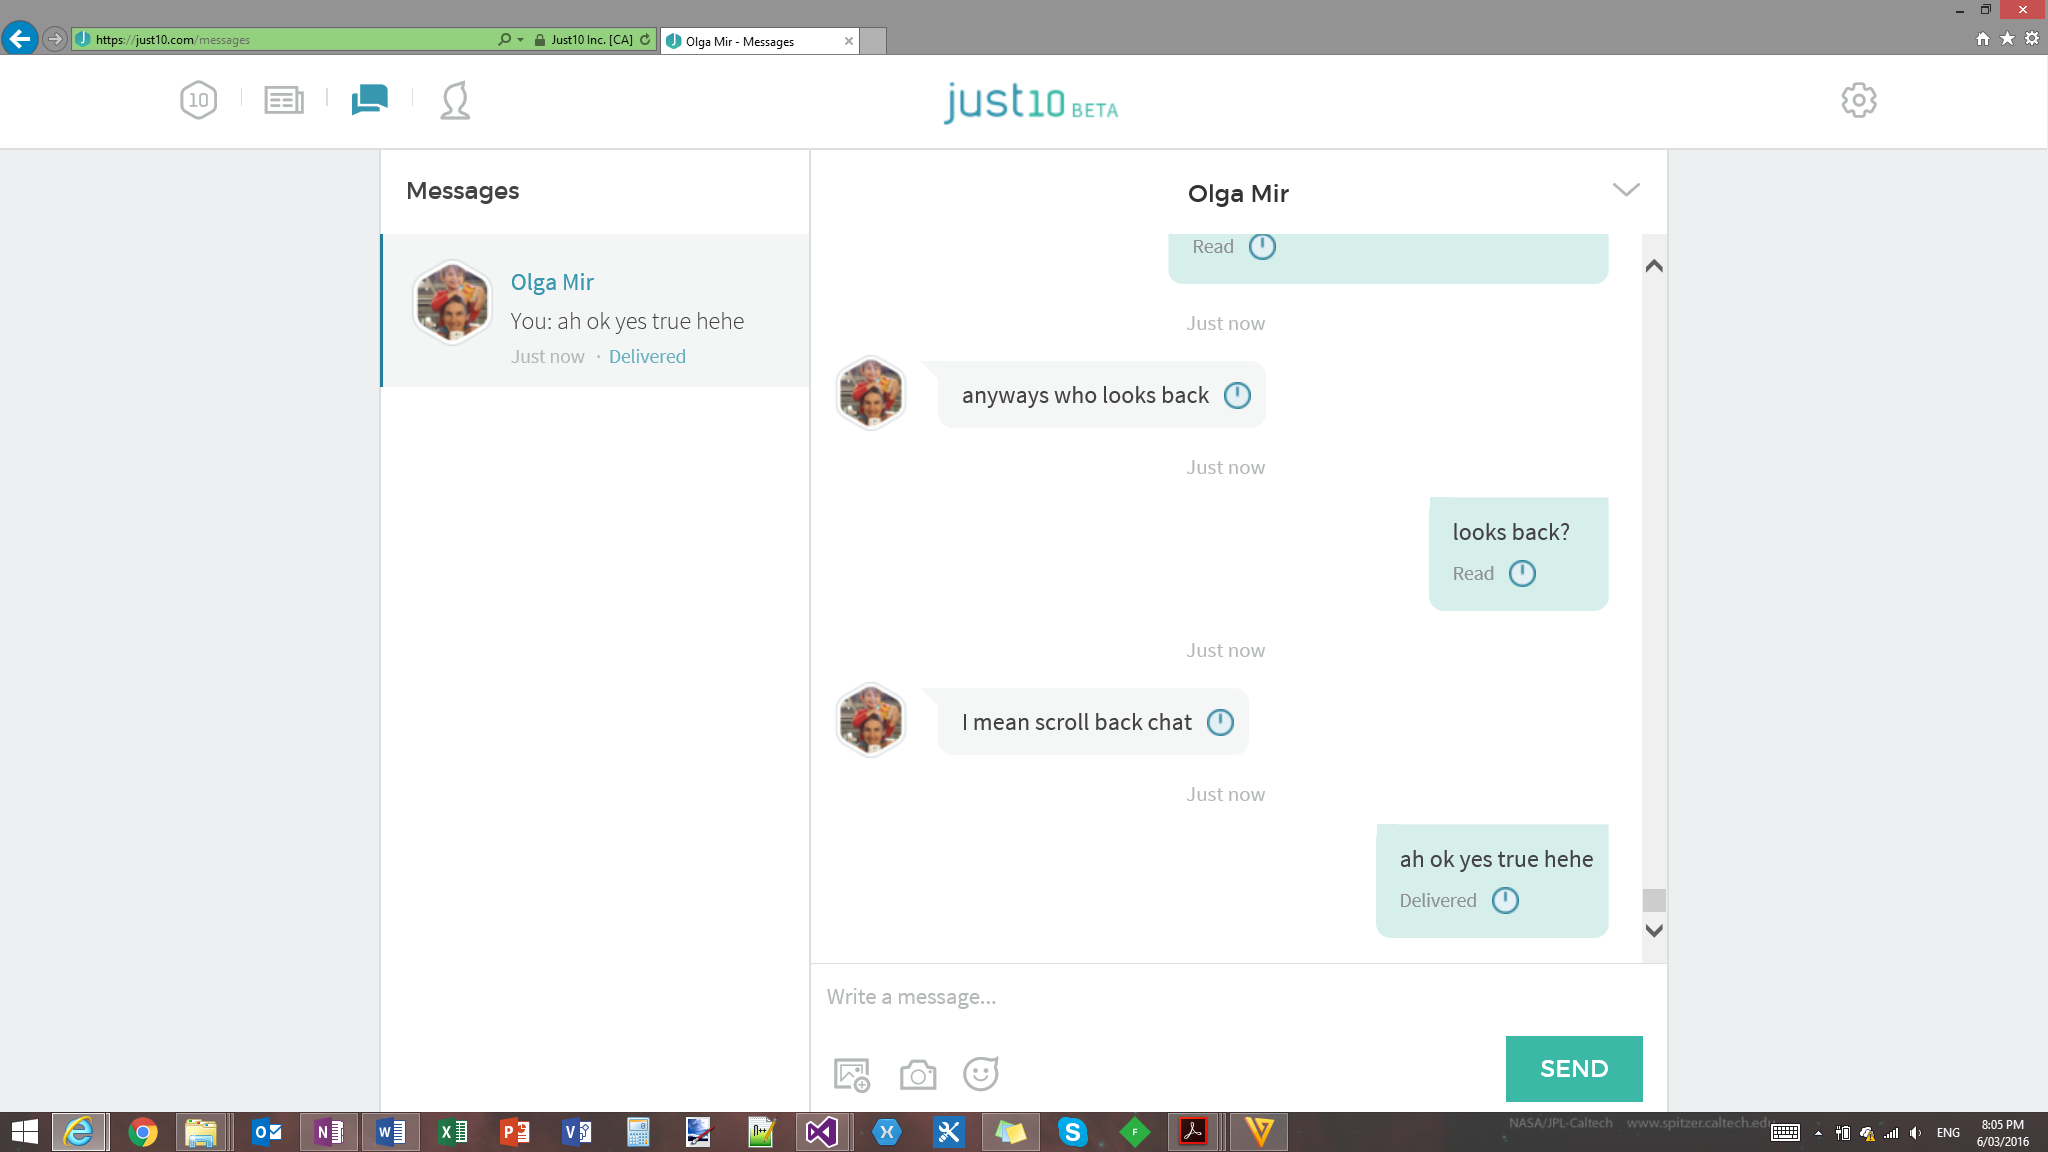 https://just10.com/messages
Just10 Inc. [CA]
Olga Mir - Messages
10
just10 BETA
Messages
Olga Mir
Olga Mir
You: ah ok yes true hehe
Just now · Delivered
Read
Just now
anyways who looks back
Just now
looks back?
Read
Just now
I mean scroll back chat
Just now
ah ok yes true hehe
Delivered
Write a message...
SEND
NASA/JPL-Caltech www.spitzer.caltech.ed
ENG
8:05 PM
6/03/2016